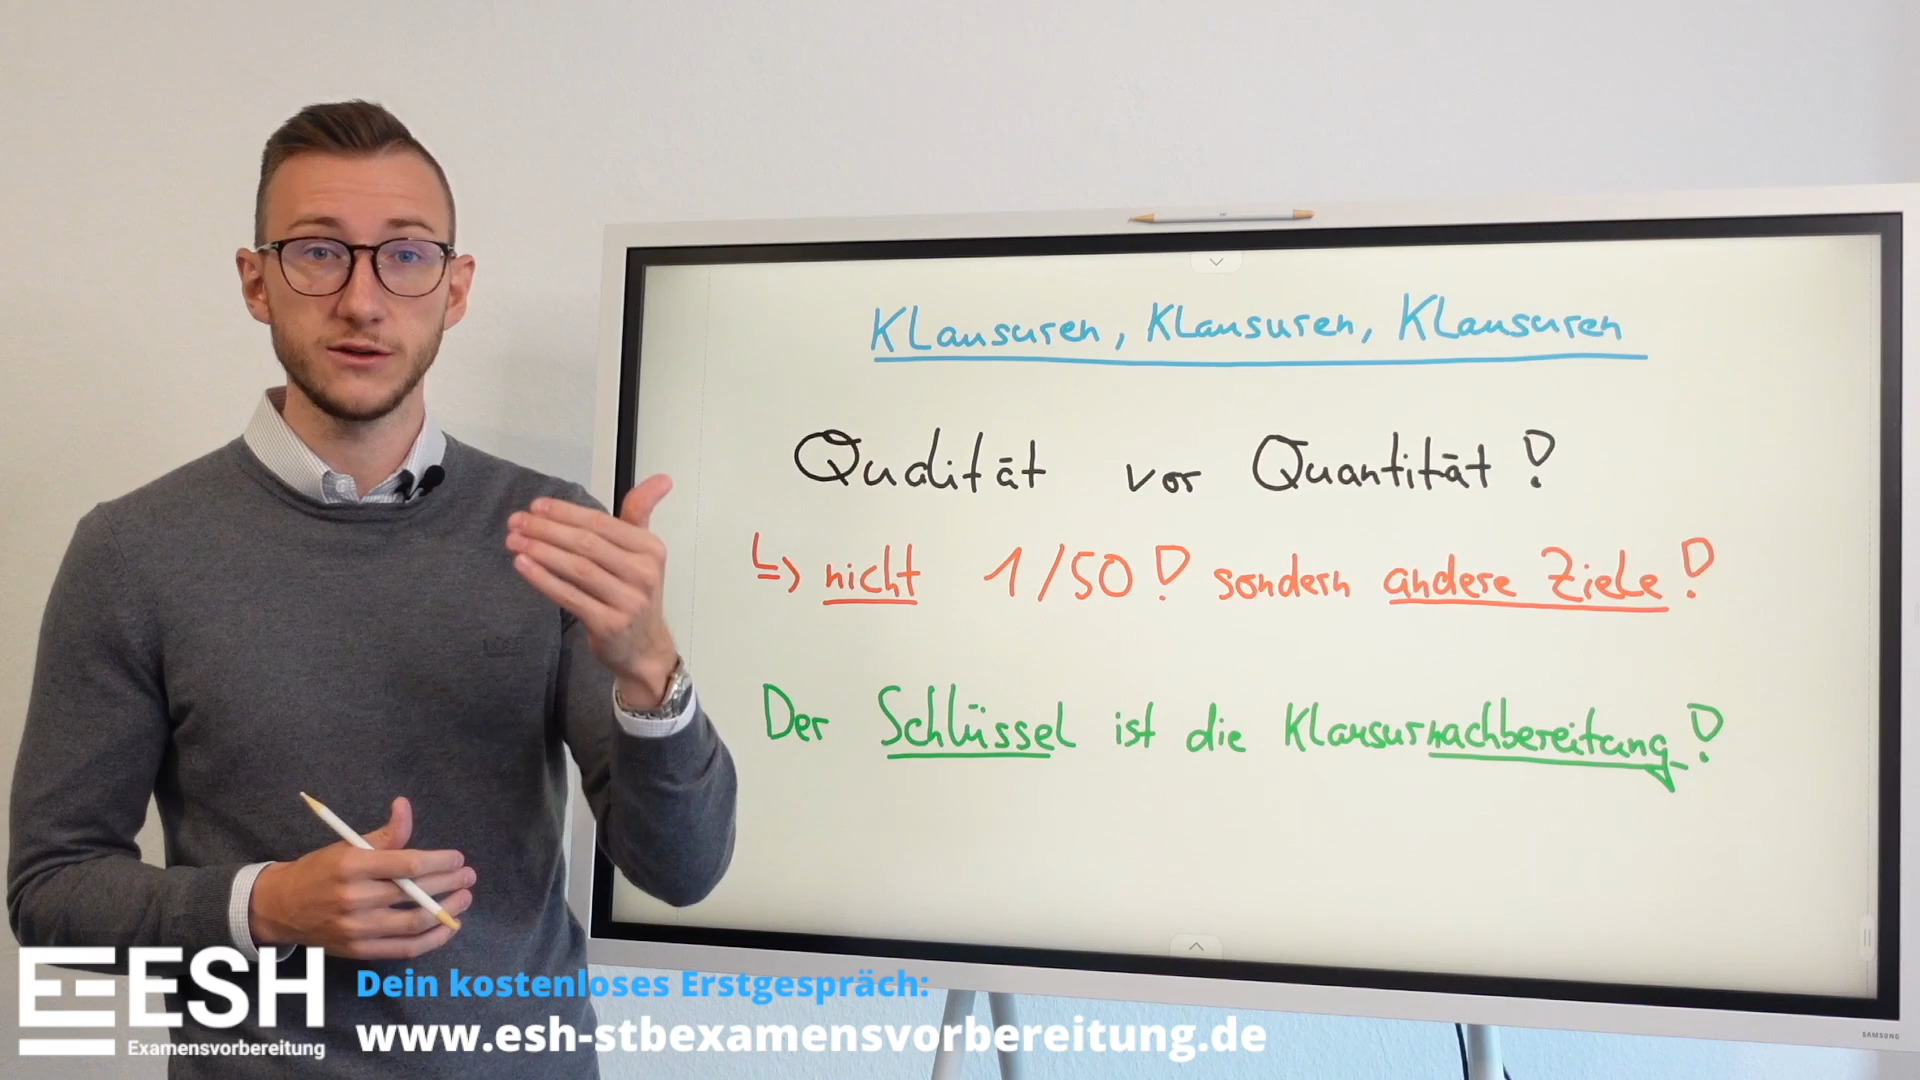 Klausuren, Klausuren, Klausuren
Qualität vor Quantität!
↳ nicht 1/50! sondern andere Ziele!
Der Schlüssel ist die Klausurnachbereitung!
SAMSUNG
ESH
Examensvorbereitung
Dein kostenloses Erstgespräch:
www.esh-stbexamensvorbereitung.de